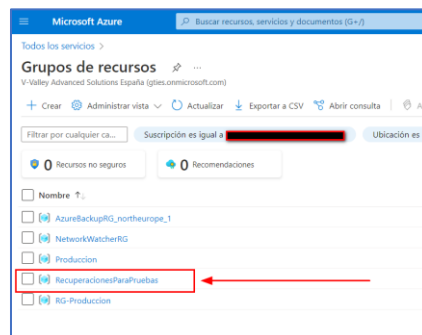 Microsoft Azure
Buscar recursos, servicios y documentos (G+/)
Todos los servicios >
Grupos de recursos
V-Valley Advanced Solutions España (gties.onmicrosoft.com)
+ Crear Administrar vista Actualizar Exportar a CSV Abrir consulta A
Filtrar por cualquier ca... Suscripción es igual a Ubicación es
0 Recursos no seguros 0 Recomendaciones
Nombre ↑↓
AzureBackupRG_northeurope_1
NetworkWatcherRG
Produccion
RecuperacionesParaPruebas
RG-Produccion